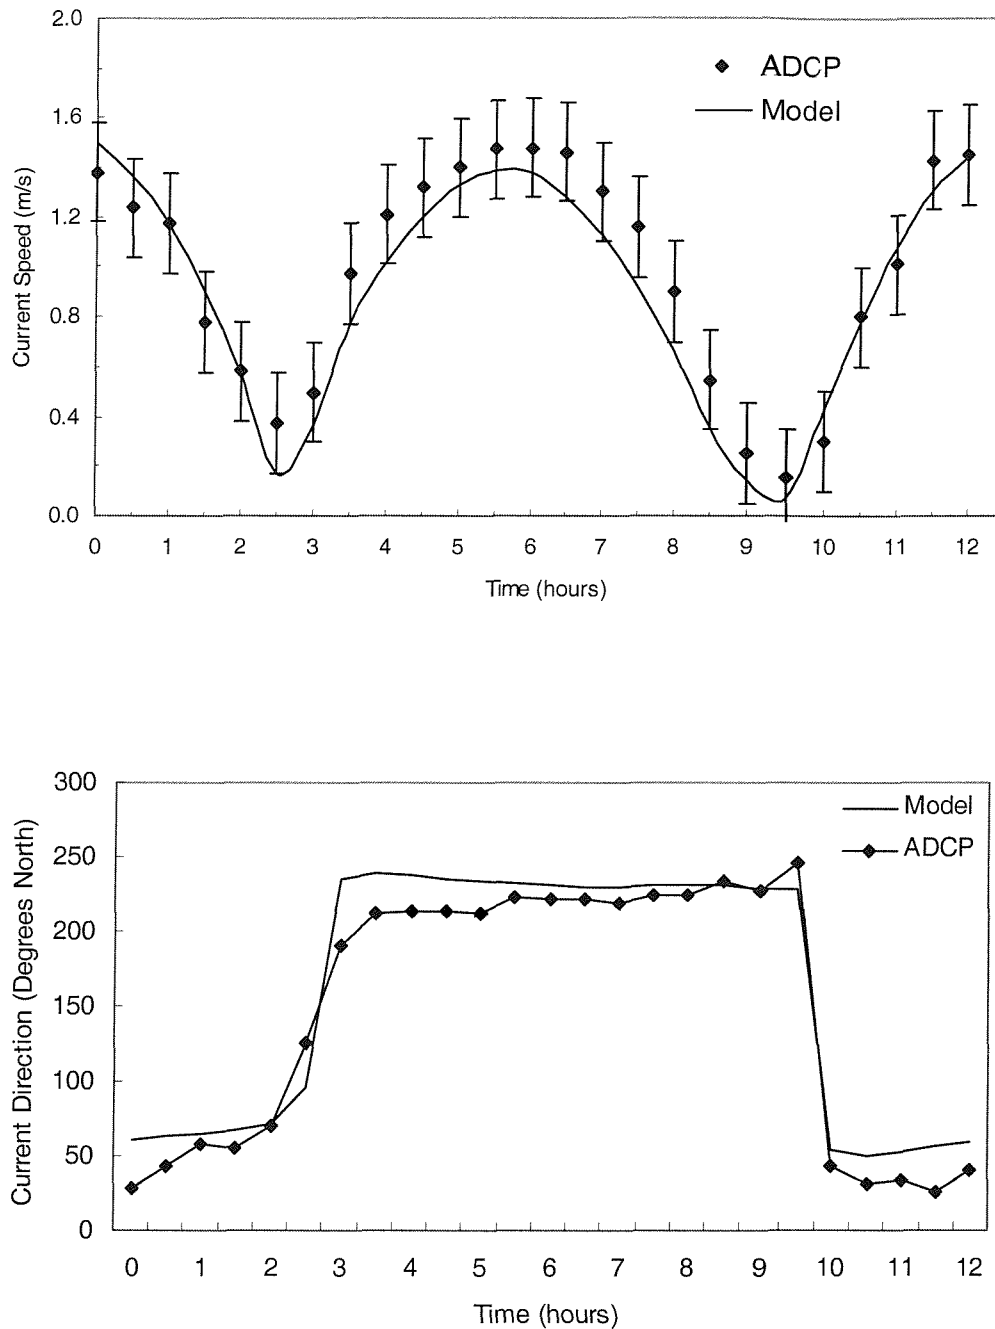 2.0
ADCP
Model
1.6
1.2
0.8
0.4
0.0
Current Speed (m/s)
0 1 2 3 4 5 6 7 8 9 10 11 12
Time (hours)
300
Model
ADCP
250
200
150
100
50
0
Current Direction (Degrees North)
0 1 2 3 4 5 6 7 8 9 10 11 12
Time (hours)